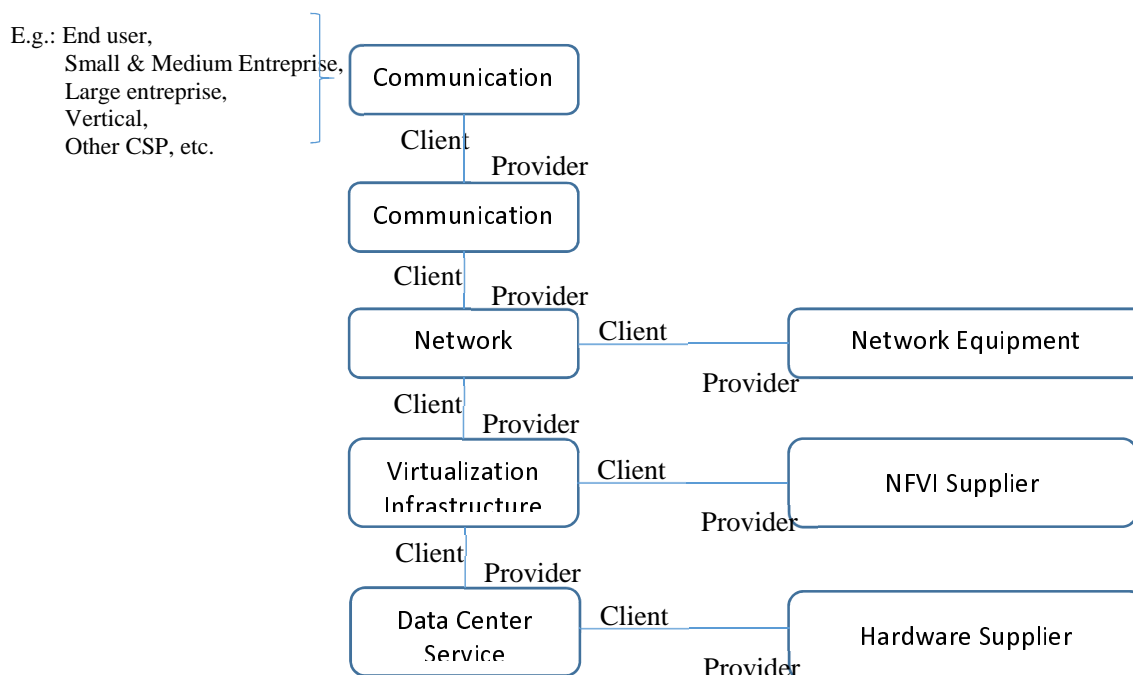 E.g.: End user,
Small & Medium Entreprise,
Large entreprise,
Vertical,
Other CSP, etc.
Communication
Client
Provider
Communication
Client
Provider
Network
Client
Provider
Network Equipment
Client
Provider
Virtualization
Infrastructure
Client
Provider
NFVI Supplier
Client
Provider
Data Center
Service
Client
Provider
Hardware Supplier